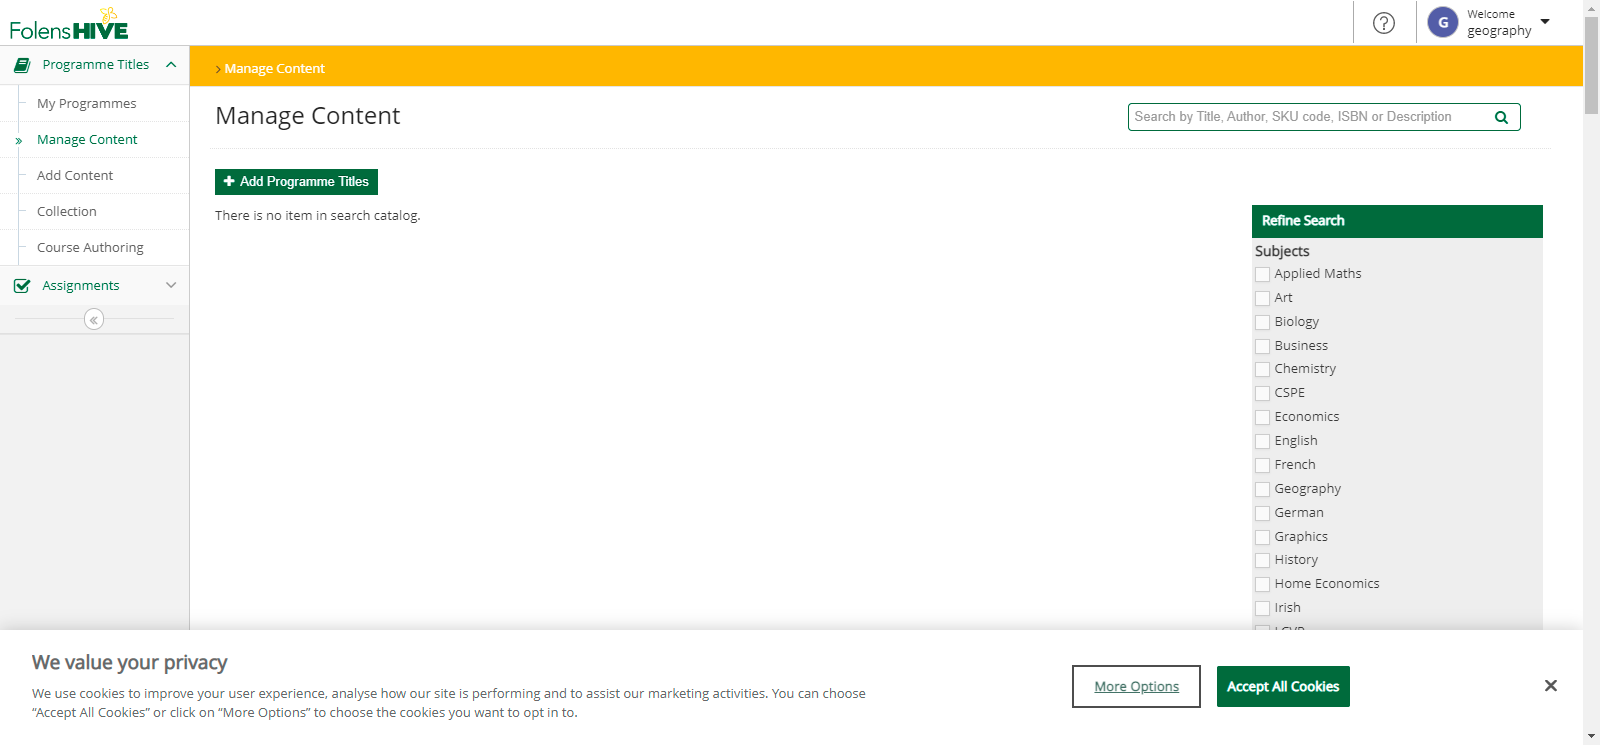 FolensHIVE
?
G
Welcome
geography
Programme Titles
My Programmes
» Manage Content
Add Content
Collection
Course Authoring
Assignments
«
› Manage Content
Manage Content
Search by Title, Author, SKU code, ISBN or Description
+ Add Programme Titles
There is no item in search catalog.
Refine Search
Subjects
Applied Maths
Art
Biology
Business
Chemistry
CSPE
Economics
English
French
Geography
German
Graphics
History
Home Economics
Irish
We value your privacy
We use cookies to improve your user experience, analyse how our site is performing and to assist our marketing activities. You can choose
“Accept All Cookies” or click on “More Options” to choose the cookies you want to opt in to.
More Options
Accept All Cookies